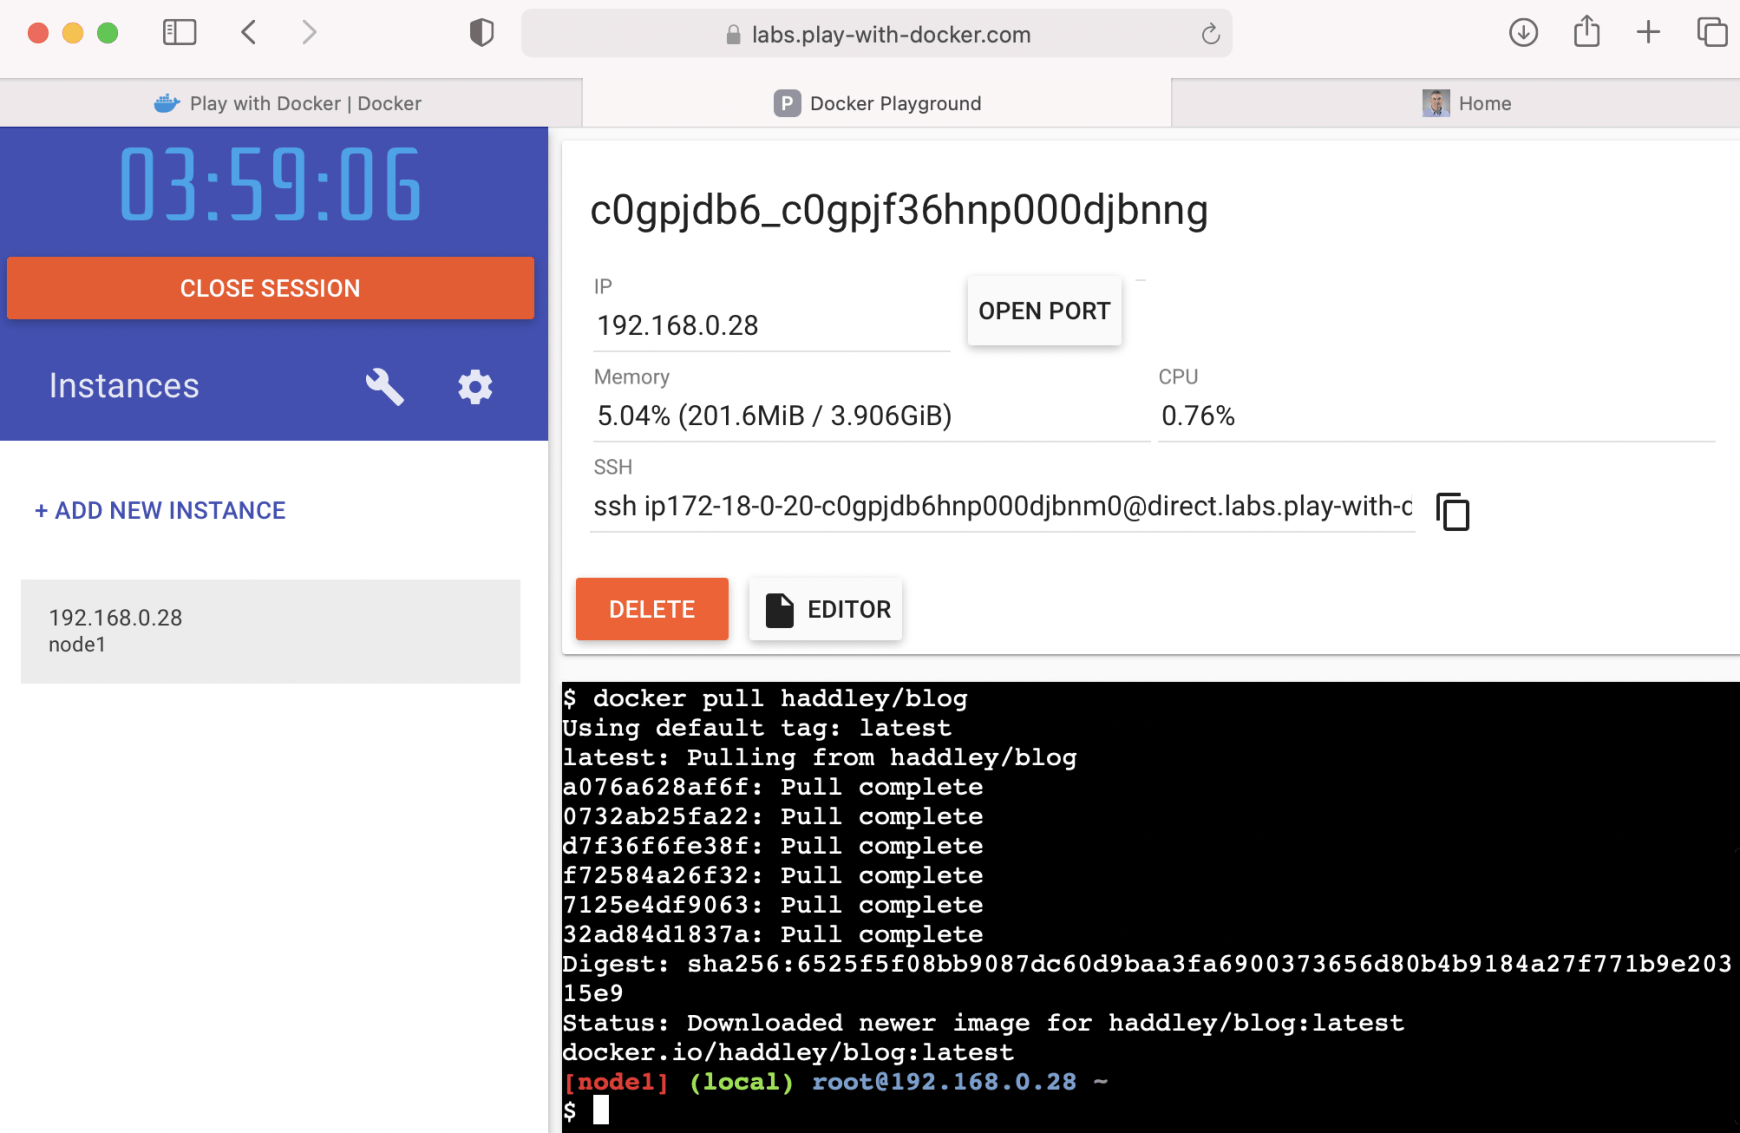 labs.play-with-docker.com
Play with Docker | Docker
P Docker Playground
Home
03:59:06
CLOSE SESSION
Instances
+ ADD NEW INSTANCE
192.168.0.28
node1
c0gpjdb6_c0gpjf36hnp000djbnng
IP
192.168.0.28
OPEN PORT
Memory
5.04% (201.6MiB / 3.906GiB)
CPU
0.76%
SSH
ssh ip172-18-0-20-c0gpjdb6hnp000djbnm0@direct.labs.play-with-d
DELETE
EDITOR
$ docker pull haddley/blog
Using default tag: latest
latest: Pulling from haddley/blog
a076a628af6f: Pull complete
0732ab25fa22: Pull complete
d7f36f6fe38f: Pull complete
f72584a26f32: Pull complete
7125e4df9063: Pull complete
32ad84d1837a: Pull complete
Digest: sha256:6525f5f08bb9087dc60d9baa3fa6900373656d80b4b9184a27f771b9e203
15e9
Status: Downloaded newer image for haddley/blog:latest
docker.io/haddley/blog:latest
[node1] (local) root@192.168.0.28 ~
$